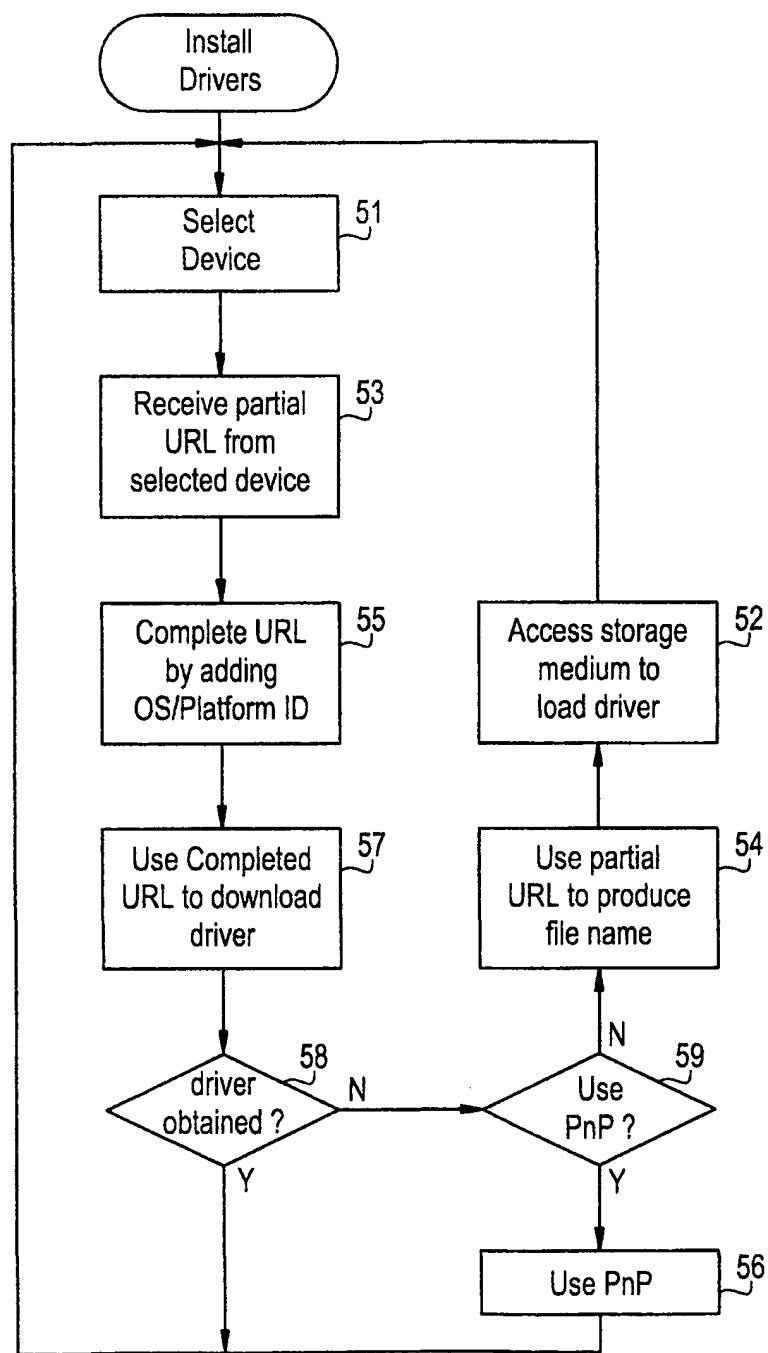 Install
Drivers
51
Select
Device
53
Receive partial
URL from
selected device
55
Complete URL
by adding
OS/Platform ID
52
Access storage
medium to
load driver
57
Use Completed
URL to download
driver
54
Use partial
URL to produce
file name
58
driver
obtained ?
N
Y
N
59
Use
PnP ?
Y
56
Use PnP